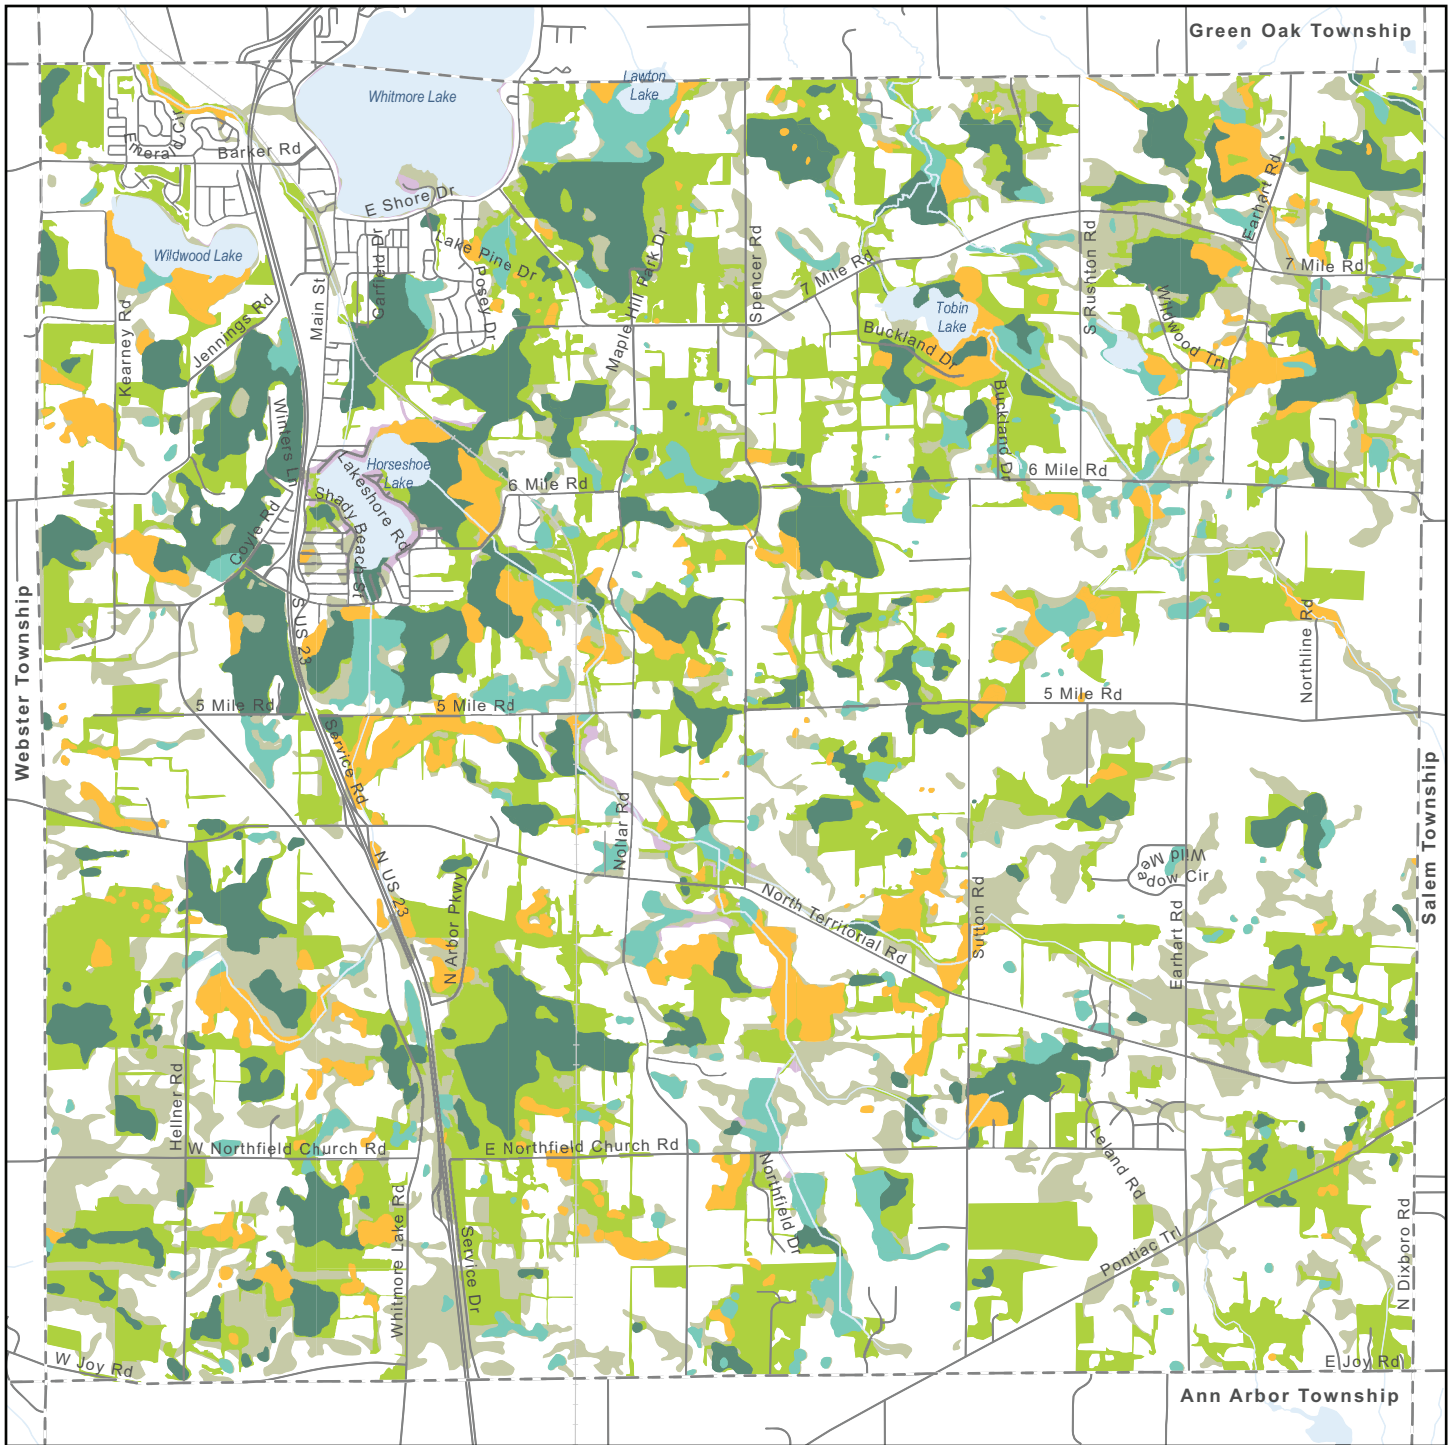 Green Oak Township
Lawton
Lake
Whitmore Lake
Emerald Cir
Barker Rd
E Shore Dr
Earhart Rd
Wildwood Lake
Garfield Dr
Lake Pine Dr
Posey Dr
Maple Hill Park Dr
Spencer Rd
7 Mile Rd
S Rushton Rd
7 Mile Rd
Main St
Kearney Rd
Jennings Rd
Tobin
Lake
Buckland Dr
Wildwood Trl
Winters Ln
Buckland Dr
Horseshoe
Lake
Lakeshore Rd
6 Mile Rd
6 Mile Rd
Shady Beach St
Coyle Rd
Webster Township
S US 23
Northline Rd
5 Mile Rd
5 Mile Rd
5 Mile Rd
Service Rd
Salem Township
Nollar Rd
Wild Meadow Cir
N US 23
N Arbor Pkwy
North Territorial Rd
Sutton Rd
Earhart Rd
Hellner Rd
W Northfield Church Rd
E Northfield Church Rd
Leland Rd
Northfield Dr
Whitmore Lake Rd
Service Dr
Pontiac Trl
N Dixboro Rd
W Joy Rd
E Joy Rd
Ann Arbor Township